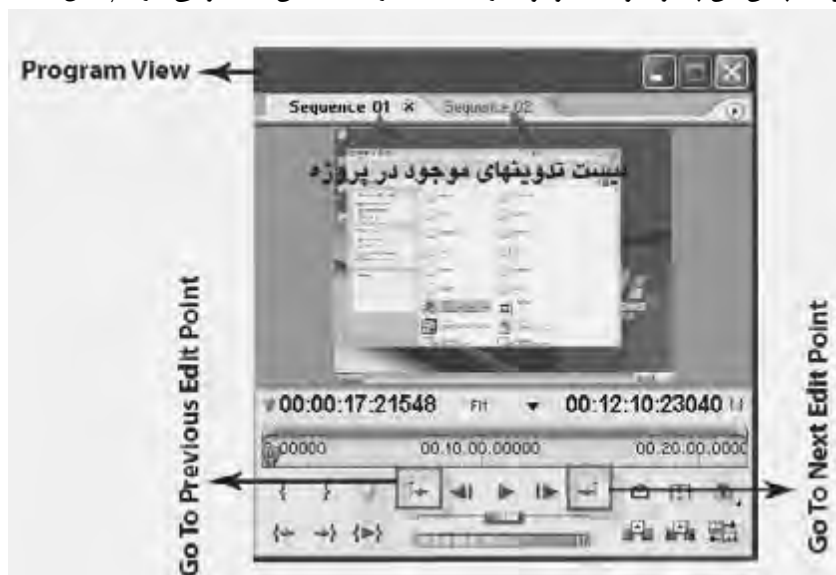 Program View
Sequence 01 × Sequence 02
لیست تدوینهای موجود در پروژه
00:00:17:21548 Fit 00:12:10:23040
00000 00.10.00.00000 00.20.00.0000
Go To Previous Edit Point
Go To Next Edit Point